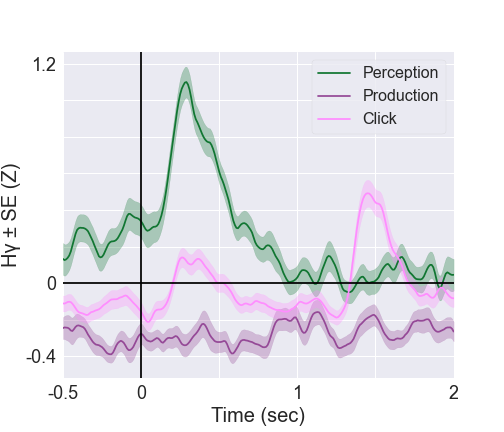 1.2
Perception
Production
Click
Hγ ± SE (Z)
0
-0.4
-0.5
0
1
2
Time (sec)